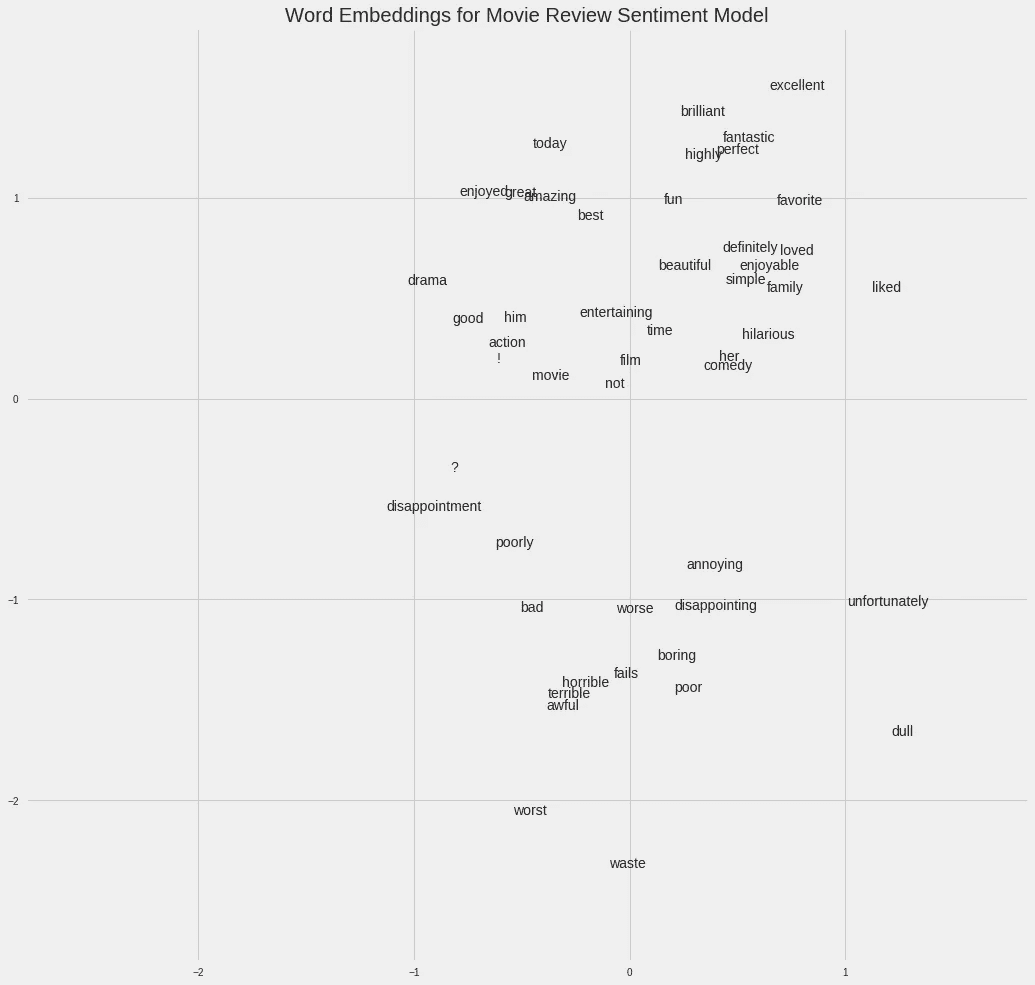 Word Embeddings for Movie Review Sentiment Model
excellent
brilliant
fantastic
today
perfect
highly
enjoyed
great
amazing
fun
favorite
1
best
definitely
loved
beautiful
enjoyable
drama
simple
family
liked
entertaining
good
him
time
hilarious
action
her
!
film
comedy
movie
not
0
?
disappointment
poorly
annoying
−1
unfortunately
disappointing
bad
worse
boring
fails
horrible
poor
terrible
awful
dull
−2
worst
waste
−2
−1
0
1